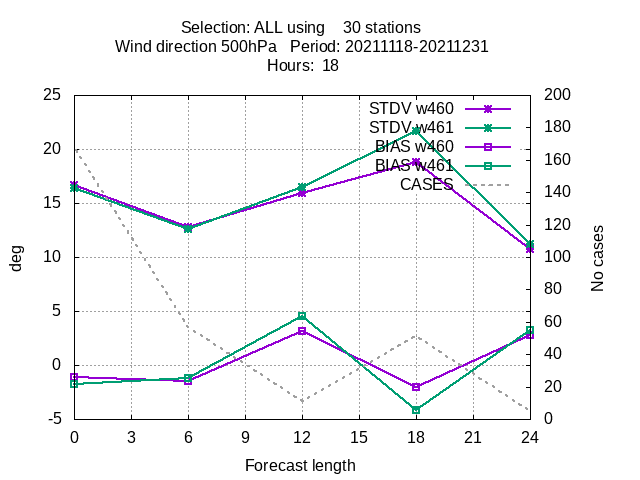 Selection: ALL using    30 stations
Wind direction 500hPa   Period: 20211118-20211231
Hours:  18
25
20
15
10
5
0
-5
200
180
160
140
120
100
80
60
40
20
0
deg
No cases
STDV w460
STDV w461
BIAS w460
BIAS w461
CASES
0 3 6 9 12 15 18 21 24
Forecast length